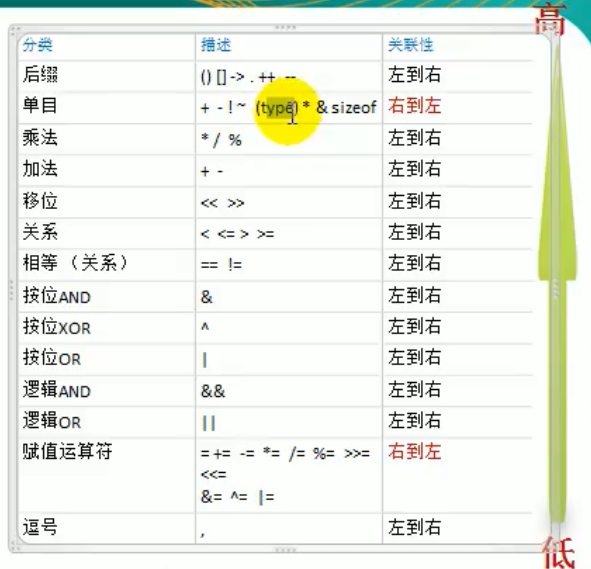 高
分类 描述 关联性
后缀 () [] -> . ++ -- 左到右
单目 + - ! ~ (type) * & sizeof 右到左
乘法 * / % 左到右
加法 + - 左到右
移位 << >> 左到右
关系 < <= > >= 左到右
相等（关系） == != 左到右
按位AND & 左到右
按位XOR ^ 左到右
按位OR | 左到右
逻辑AND && 左到右
逻辑OR || 左到右
赋值运算符 = += -= *= /= %= >>= 右到左
<<=
&= ^= |=
逗号 , 左到右
低